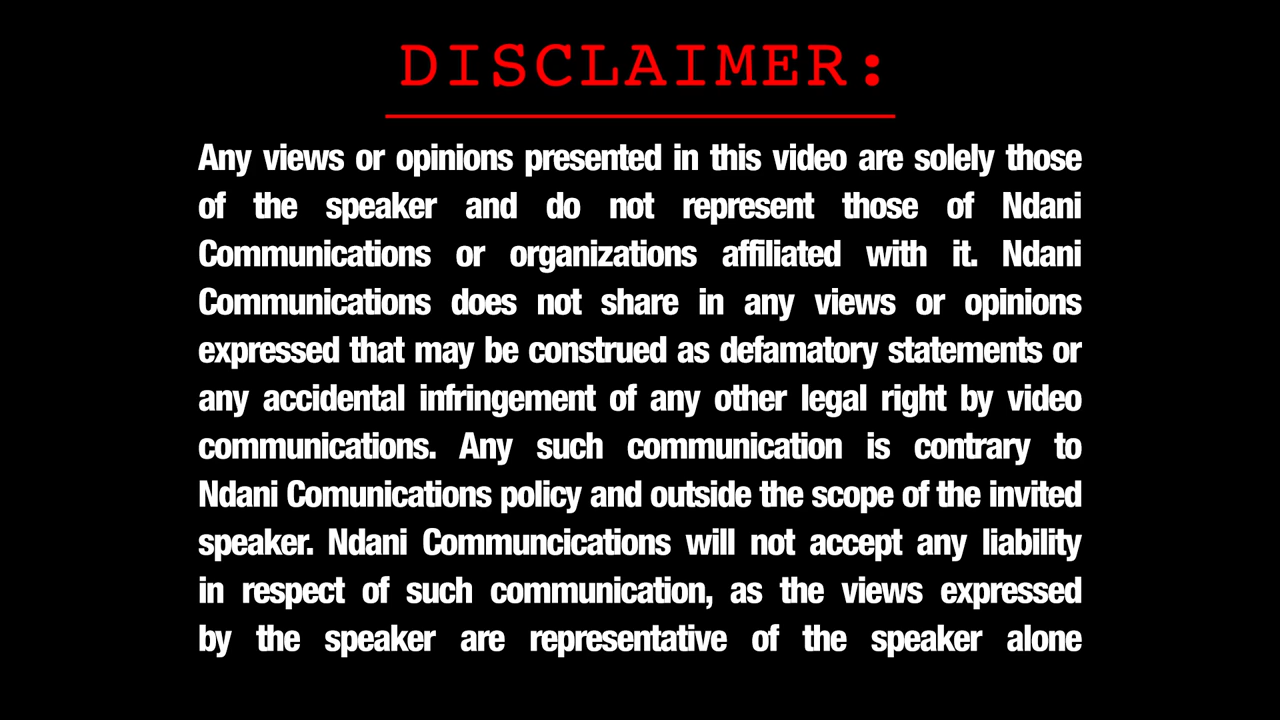 DISCLAIMER:
Any views or opinions presented in this video are solely those
of the speaker and do not represent those of Ndani
Communications or organizations affiliated with it. Ndani
Communications does not share in any views or opinions
expressed that may be construed as defamatory statements or
any accidental infringement of any other legal right by video
communications. Any such communication is contrary to
Ndani Comunications policy and outside the scope of the invited
speaker. Ndani Communcications will not accept any liability
in respect of such communication, as the views expressed
by the speaker are representative of the speaker alone